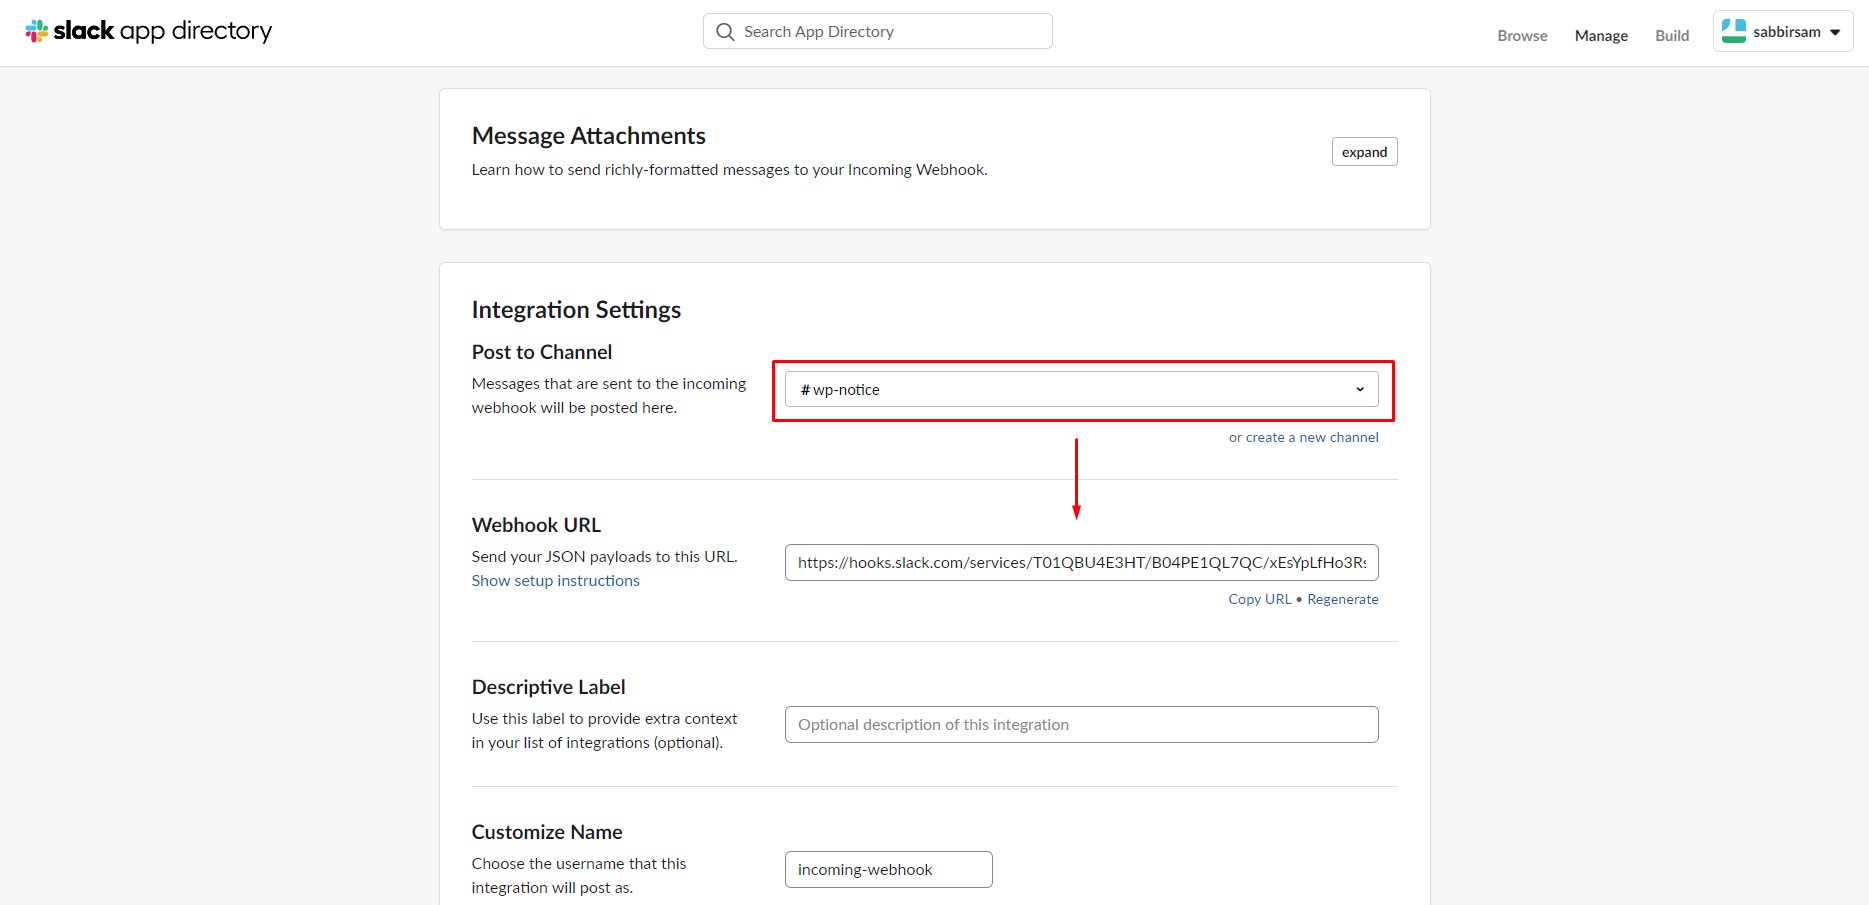 slack app directory
Search App Directory
Browse
Manage
Build
sabbirsam
Message Attachments
Learn how to send richly-formatted messages to your Incoming Webhook.
expand
Integration Settings
Post to Channel
Messages that are sent to the incoming
webhook will be posted here.
# wp-notice
or create a new channel
Webhook URL
Send your JSON payloads to this URL.
Show setup instructions
https://hooks.slack.com/services/T01QBU4E3HT/B04PE1QL7QC/xEsYpLfHo3Rs
Copy URL • Regenerate
Descriptive Label
Use this label to provide extra context
in your list of integrations (optional).
Optional description of this integration
Customize Name
Choose the username that this
integration will post as.
incoming-webhook